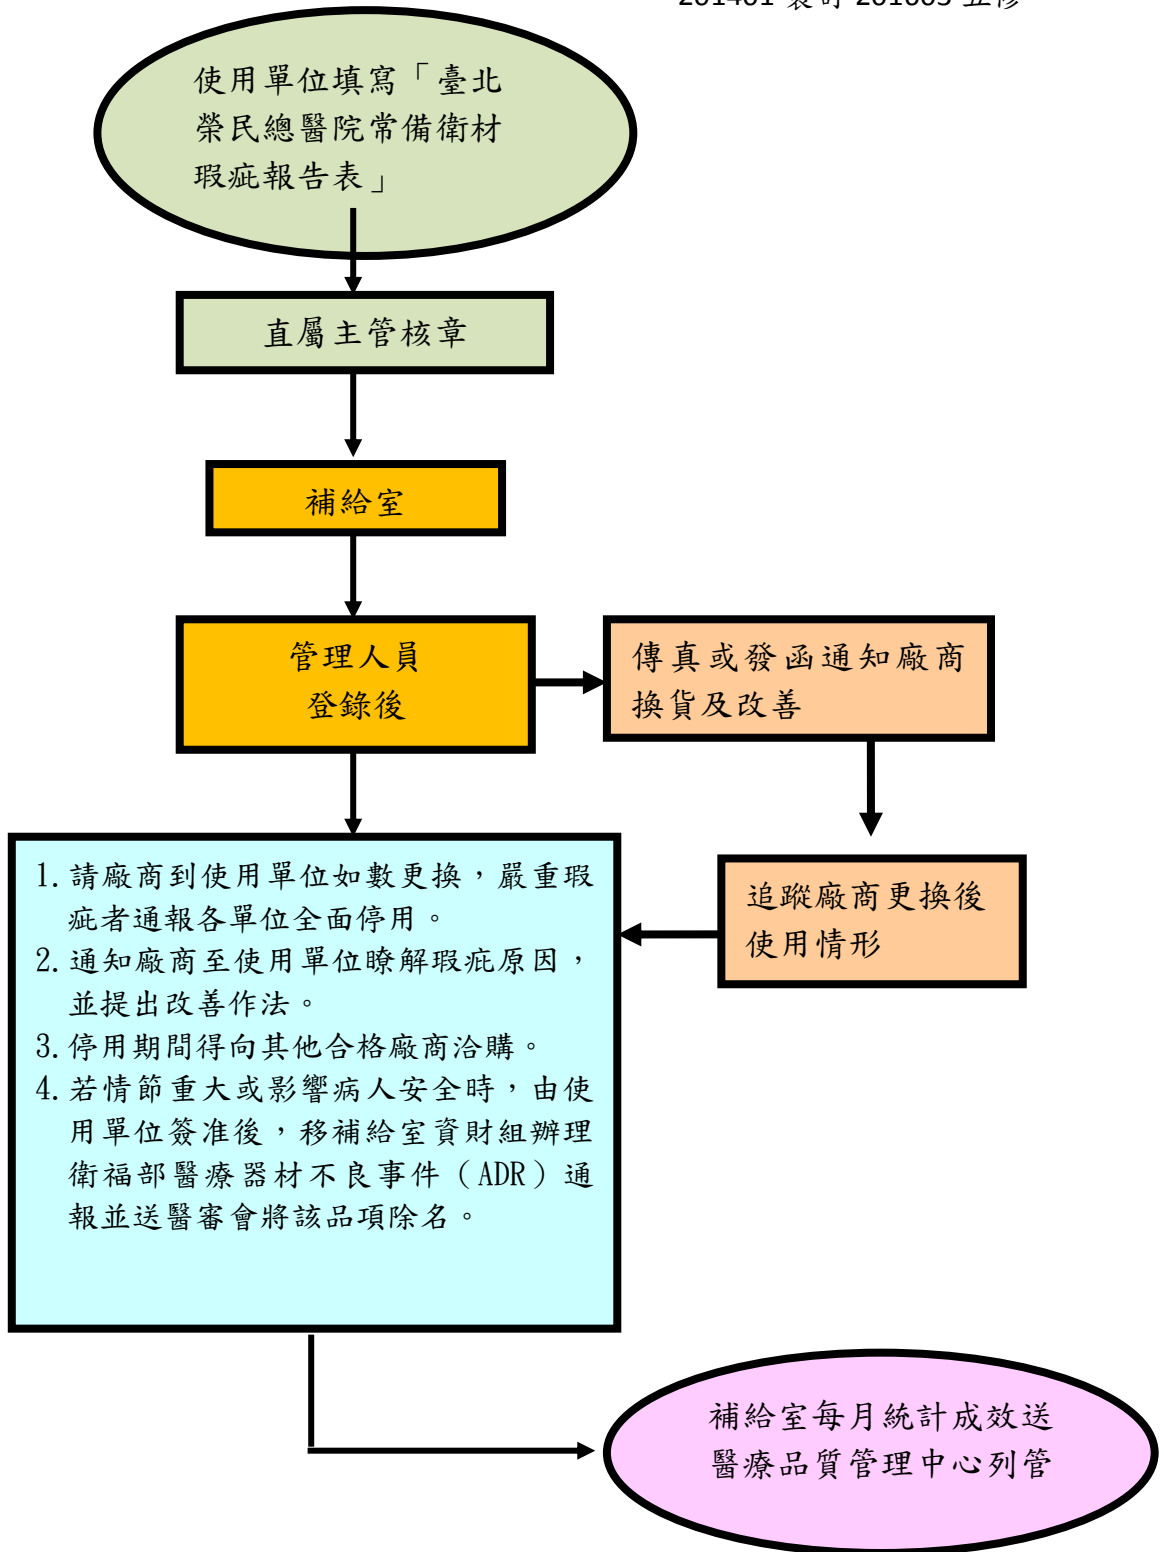 使用單位填寫「臺北
榮民總醫院常備衛材
瑕疵報告表」
直屬主管核章
補給室
管理人員
登錄後
傳真或發函通知廠商
換貨及改善
追蹤廠商更換後
使用情形
1. 請廠商到使用單位如數更換，嚴重瑕
疵者通報各單位全面停用。
2. 通知廠商至使用單位瞭解瑕疵原因，
並提出改善作法。
3. 停用期間得向其他合格廠商洽購。
4. 若情節重大或影響病人安全時，由使
用單位簽准後，移補給室資財組辦理
衛福部醫療器材不良事件（ADR）通
報並送醫審會將該品項除名。
補給室每月統計成效送
醫療品質管理中心列管